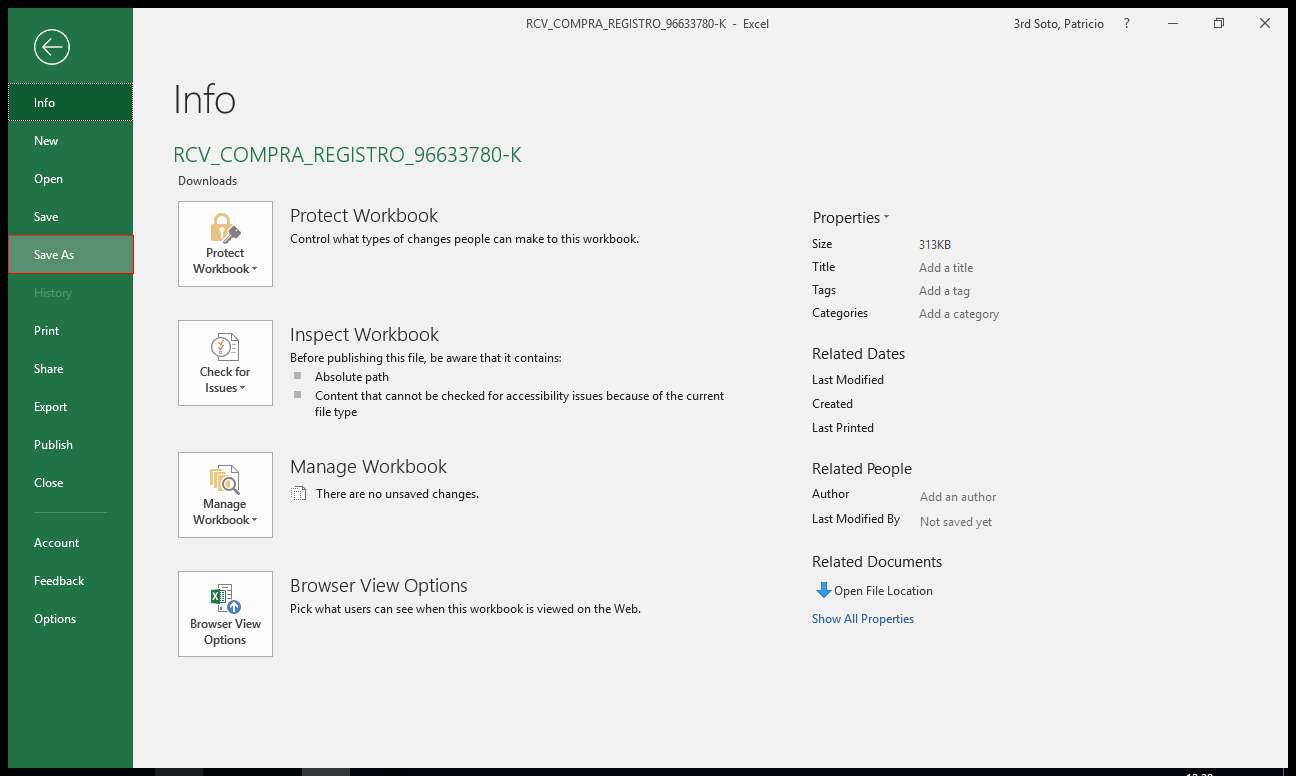 RCV_COMPRA_REGISTRO_96633780-K - Excel
3rd Soto, Patricio
?
Info
New
Open
Save
Save As
History
Print
Share
Export
Publish
Close
Account
Feedback
Options
Info
RCV_COMPRA_REGISTRO_96633780-K
Downloads
Protect
Workbook
Protect Workbook
Control what types of changes people can make to this workbook.
Check for
Issues
Inspect Workbook
Before publishing this file, be aware that it contains:
Absolute path
Content that cannot be checked for accessibility issues because of the current
file type
Manage
Workbook
Manage Workbook
There are no unsaved changes.
Browser View
Options
Browser View Options
Pick what users can see when this workbook is viewed on the Web.
Properties
Size 313KB
Title Add a title
Tags Add a tag
Categories Add a category
Related Dates
Last Modified
Created
Last Printed
Related People
Author Add an author
Last Modified By Not saved yet
Related Documents
Open File Location
Show All Properties